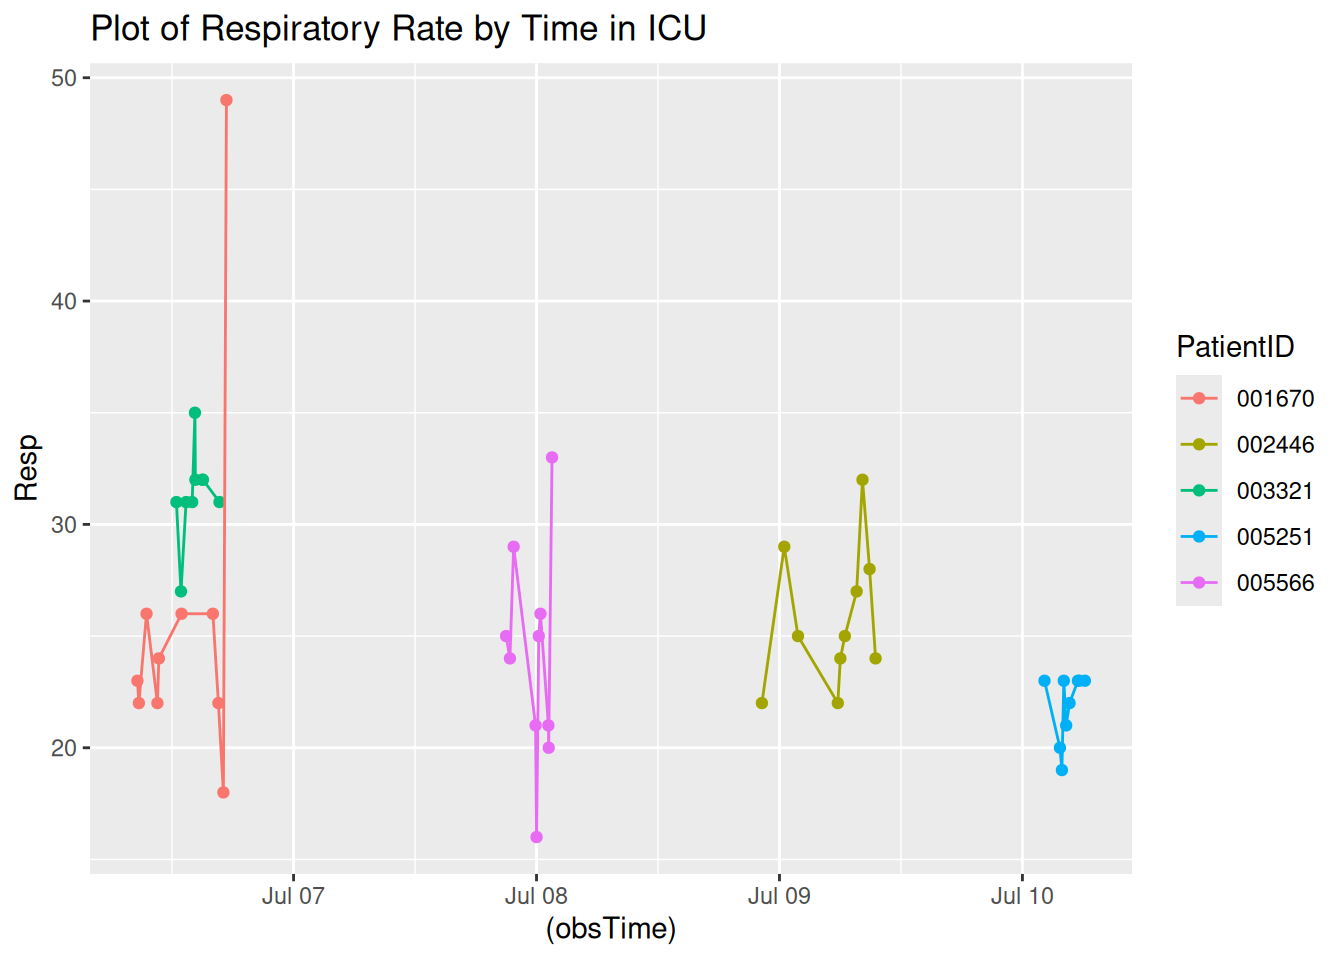 Plot of Respiratory Rate by Time in ICU
50
40
30
20
Resp
Jul 07
Jul 08
Jul 09
Jul 10
(obsTime)
PatientID
001670
002446
003321
005251
005566